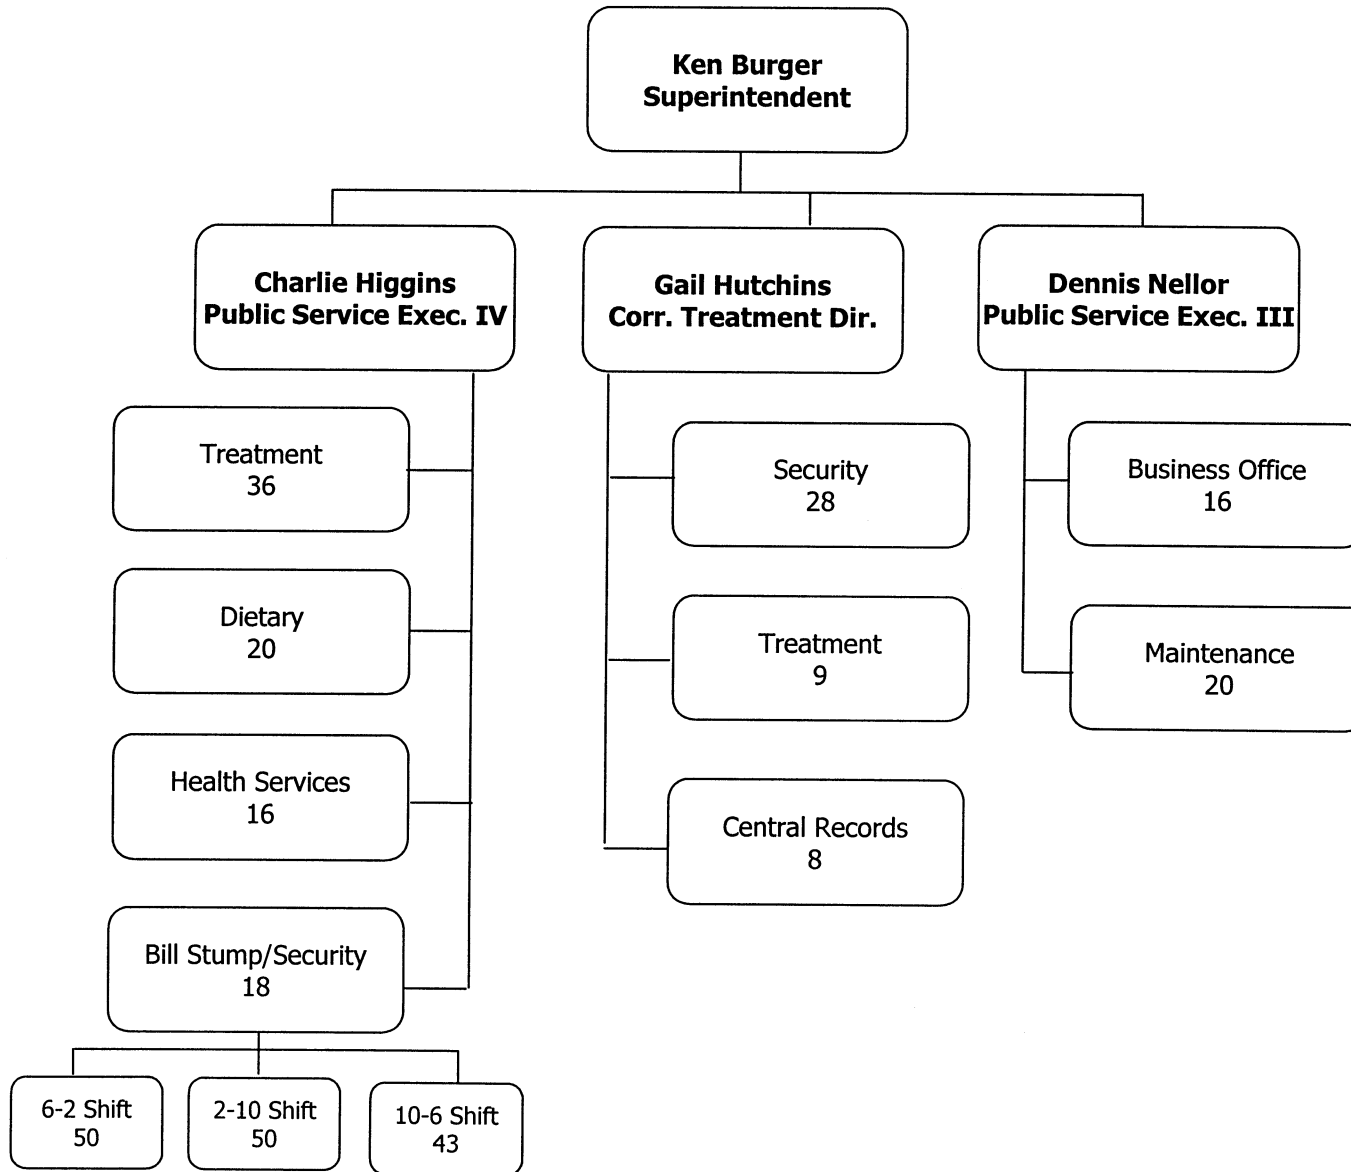 Ken Burger
Superintendent
Charlie Higgins
Public Service Exec. IV
Gail Hutchins
Corr. Treatment Dir.
Dennis Nellor
Public Service Exec. III
Treatment
36
Dietary
20
Health Services
16
Bill Stump/Security
18
6-2 Shift
50
2-10 Shift
50
10-6 Shift
43
Security
28
Treatment
9
Central Records
8
Business Office
16
Maintenance
20